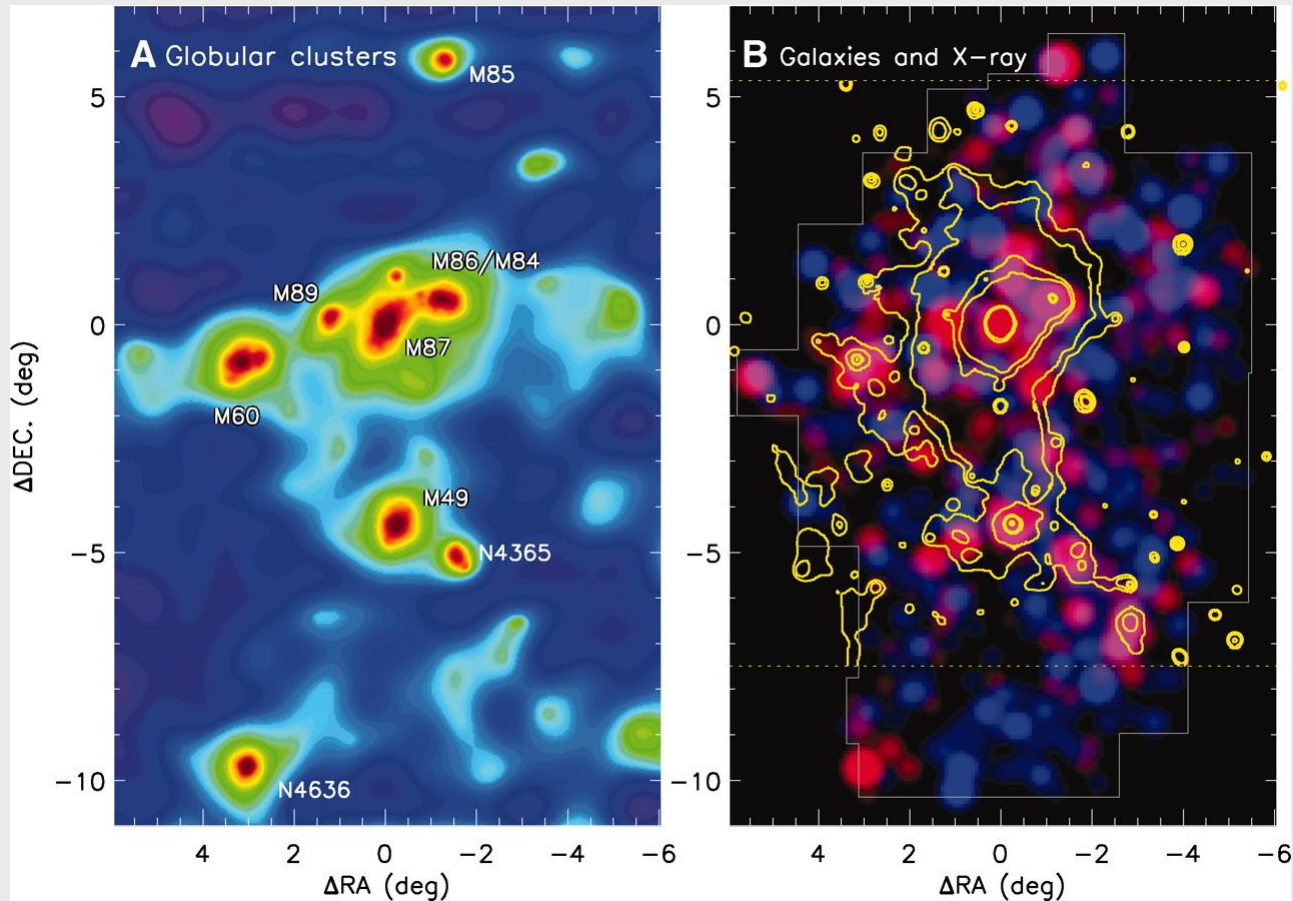 A Globular clusters
M85
M86/M84
M89
M87
M60
M49
N4365
N4636
5
0
−5
−10
ΔDEC. (deg)
4 2 0 −2 −4 −6
ΔRA (deg)
B Galaxies and X-ray
5
0
−5
−10
4 2 0 −2 −4 −6
ΔRA (deg)